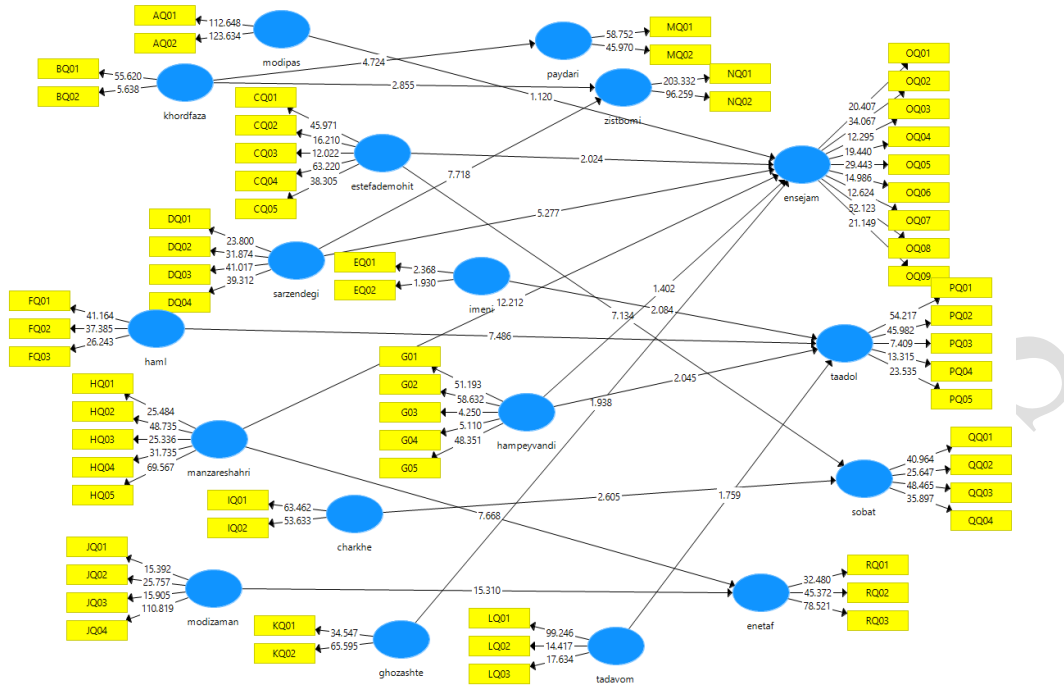 AQ01
AQ02
112.648
123.634
modipas
BQ01
BQ02
55.620
5.638
khordfaza
4.724
2.855
1.120
paydari
58.752
45.970
MQ01
MQ02
zistbomi
203.332
96.259
NQ01
NQ02
CQ01
CQ02
CQ03
CQ04
CQ05
45.971
16.210
12.022
63.220
38.305
estefademohit
2.024
7.718
5.277
7.134
ensejam
20.407
34.067
12.295
19.440
29.443
14.986
12.624
52.123
21.149
OQ01
OQ02
OQ03
OQ04
OQ05
OQ06
OQ07
OQ08
OQ09
DQ01
DQ02
DQ03
DQ04
23.800
31.874
41.017
39.312
sarzendegi
EQ01
EQ02
2.368
1.930
imeni
12.212
1.402
2.084
FQ01
FQ02
FQ03
41.164
37.385
26.243
haml
7.486
taadol
54.217
45.982
7.409
13.315
23.535
PQ01
PQ02
PQ03
PQ04
PQ05
G01
G02
G03
G04
G05
51.193
58.632
4.250
5.110
48.351
hampeyvandi
2.045
1.938
HQ01
HQ02
HQ03
HQ04
HQ05
25.484
48.735
25.336
31.735
69.567
manzareshahri
7.668
IQ01
IQ02
63.462
53.633
charkhe
2.605
1.759
sobat
40.964
25.647
48.465
35.897
QQ01
QQ02
QQ03
QQ04
JQ01
JQ02
JQ03
JQ04
15.392
25.757
15.905
110.819
modizaman
15.310
enetaf
32.480
45.372
78.521
RQ01
RQ02
RQ03
KQ01
KQ02
34.547
65.595
ghozashte
LQ01
LQ02
LQ03
99.246
14.417
17.634
tadavom